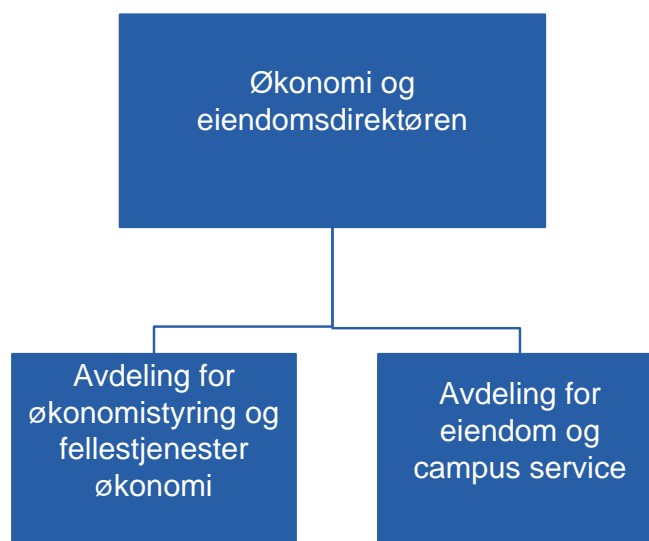 Økonomi og
eiendomsdirektøren
Avdeling for
økonomistyring og
fellestjenester
økonomi
Avdeling for
eiendom og
campus service